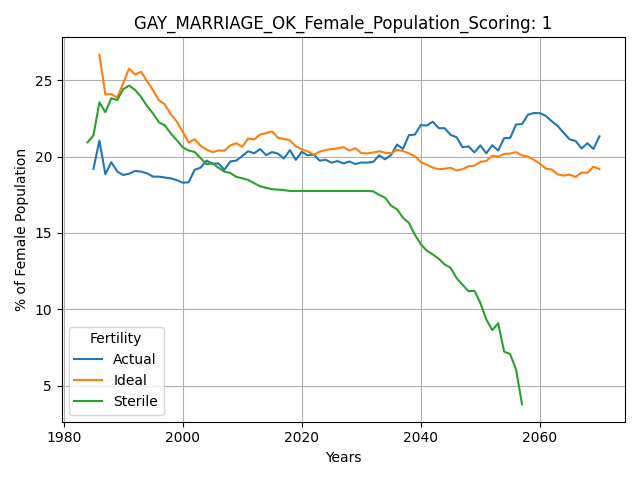 GAY_MARRIAGE_OK_Female_Population_Scoring: 1
% of Female Population
25
20
15
10
5
Fertility
Actual
Ideal
Sterile
1980 2000 2020 2040 2060
Years